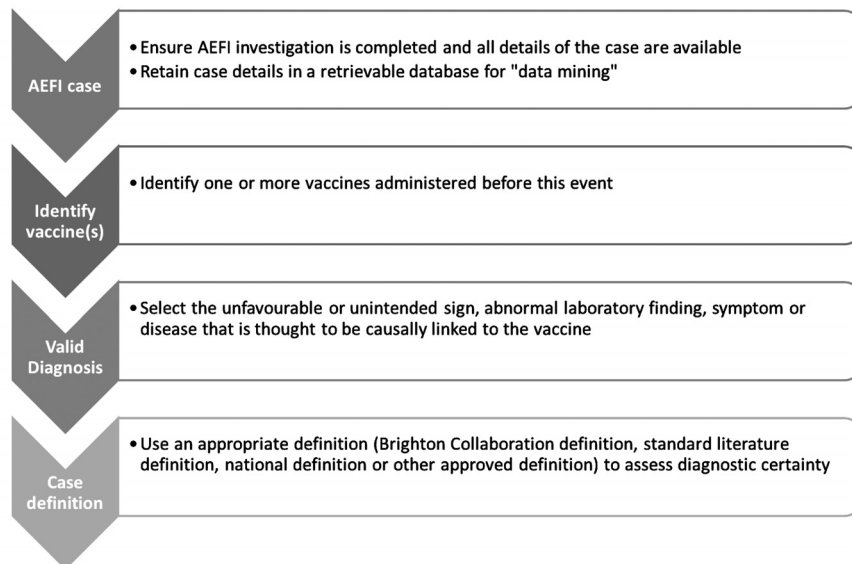 AEFI case
• Ensure AEFI investigation is completed and all details of the case are available
• Retain case details in a retrievable database for "data mining"
Identify
vaccine(s)
• Identify one or more vaccines administered before this event
Valid
Diagnosis
• Select the unfavourable or unintended sign, abnormal laboratory finding, symptom or
disease that is thought to be causally linked to the vaccine
Case
definition
• Use an appropriate definition (Brighton Collaboration definition, standard literature
definition, national definition or other approved definition) to assess diagnostic certainty